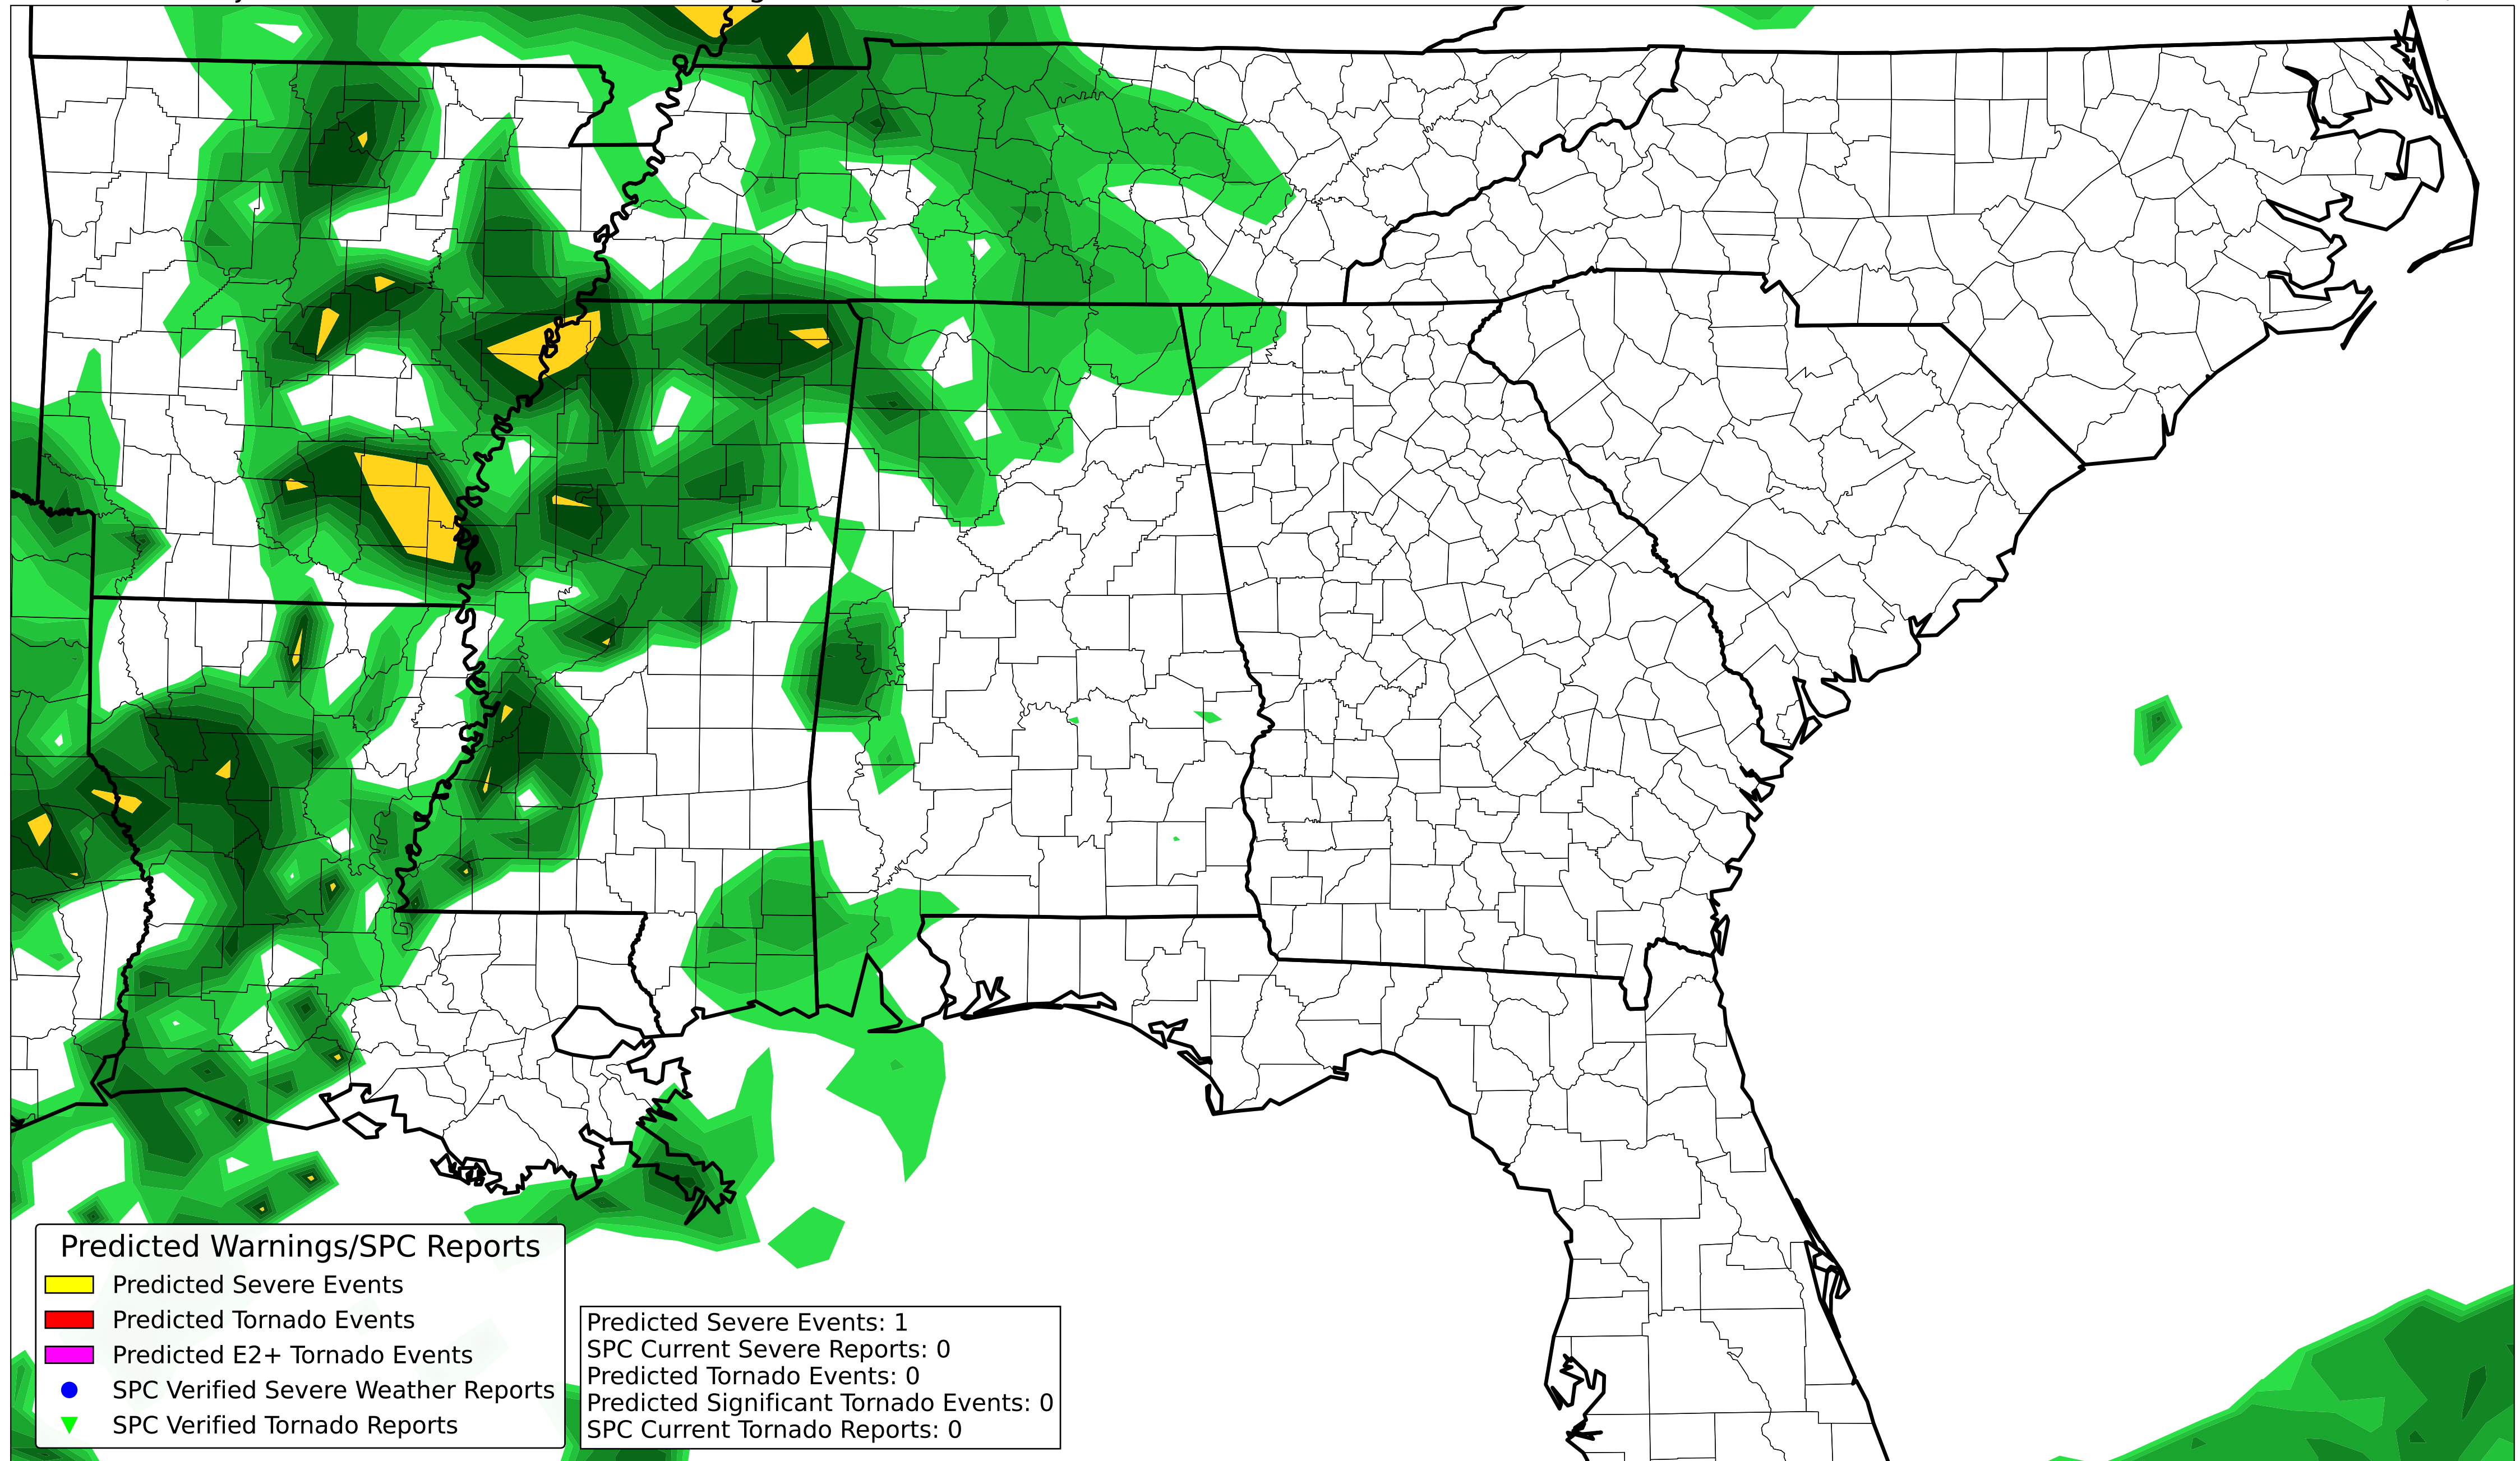 Predicted Warnings/SPC Reports
Predicted Severe Events
Predicted Tornado Events
Predicted E2+ Tornado Events
SPC Verified Severe Weather Reports
SPC Verified Tornado Reports
Predicted Severe Events: 1
SPC Current Severe Reports: 0
Predicted Tornado Events: 0
Predicted Significant Tornado Events: 0
SPC Current Tornado Reports: 0